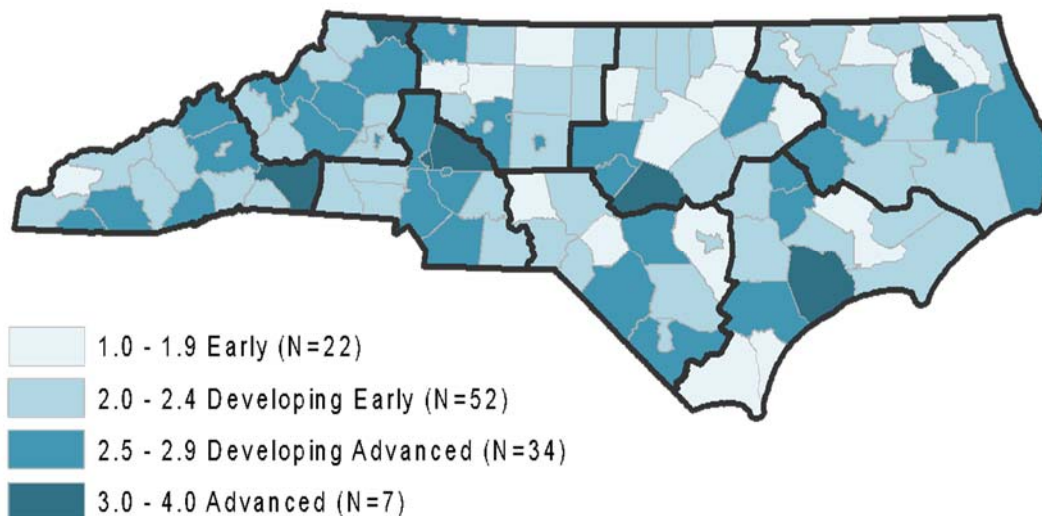 1.0 - 1.9 Early (N=22)
2.0 - 2.4 Developing Early (N=52)
2.5 - 2.9 Developing Advanced (N=34)
3.0 - 4.0 Advanced (N=7)